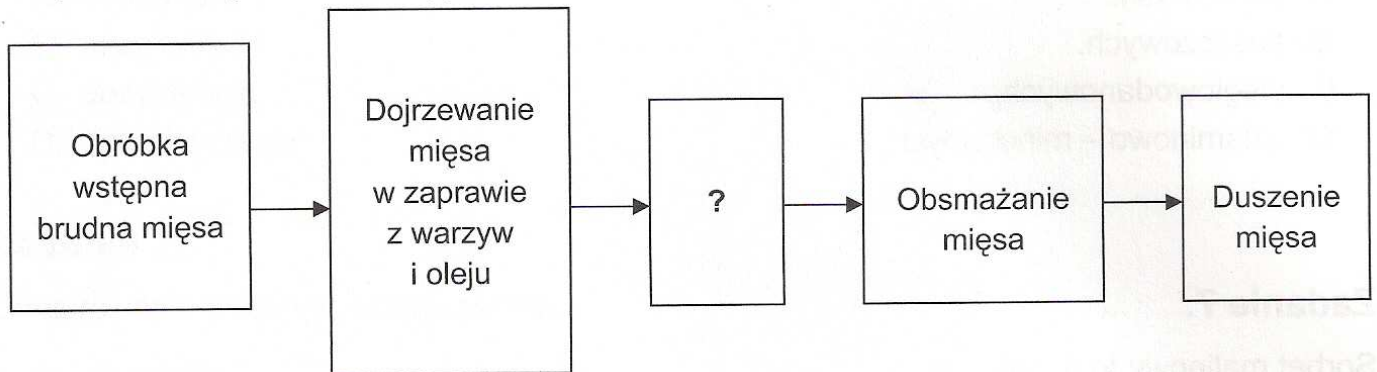 Obróbka
wstępna
brudna mięsa
Dojrzewanie
mięsa
w zaprawie
z warzyw
i oleju
?
Obsmażanie
mięsa
Duszenie
mięsa